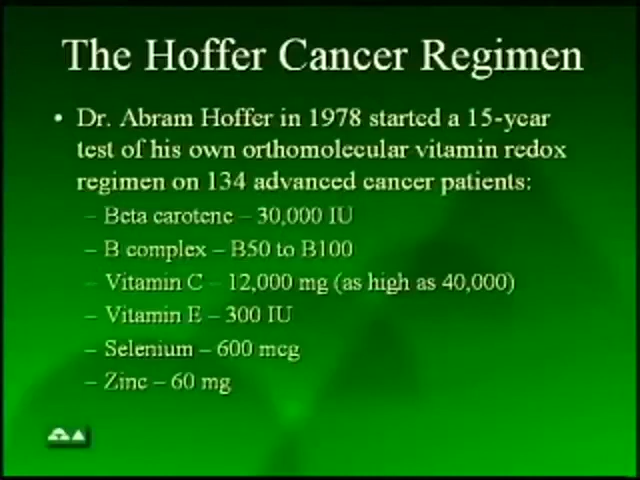 The Hoffer Cancer Regimen
• Dr. Abram Hoffer in 1978 started a 15-year
test of his own orthomolecular vitamin redox
regimen on 134 advanced cancer patients:
– Beta carotene – 30,000 IU
– B complex – B50 to B100
– Vitamin C – 12,000 mg (as high as 40,000)
– Vitamin E – 300 IU
– Selenium – 600 mcg
– Zinc – 60 mg